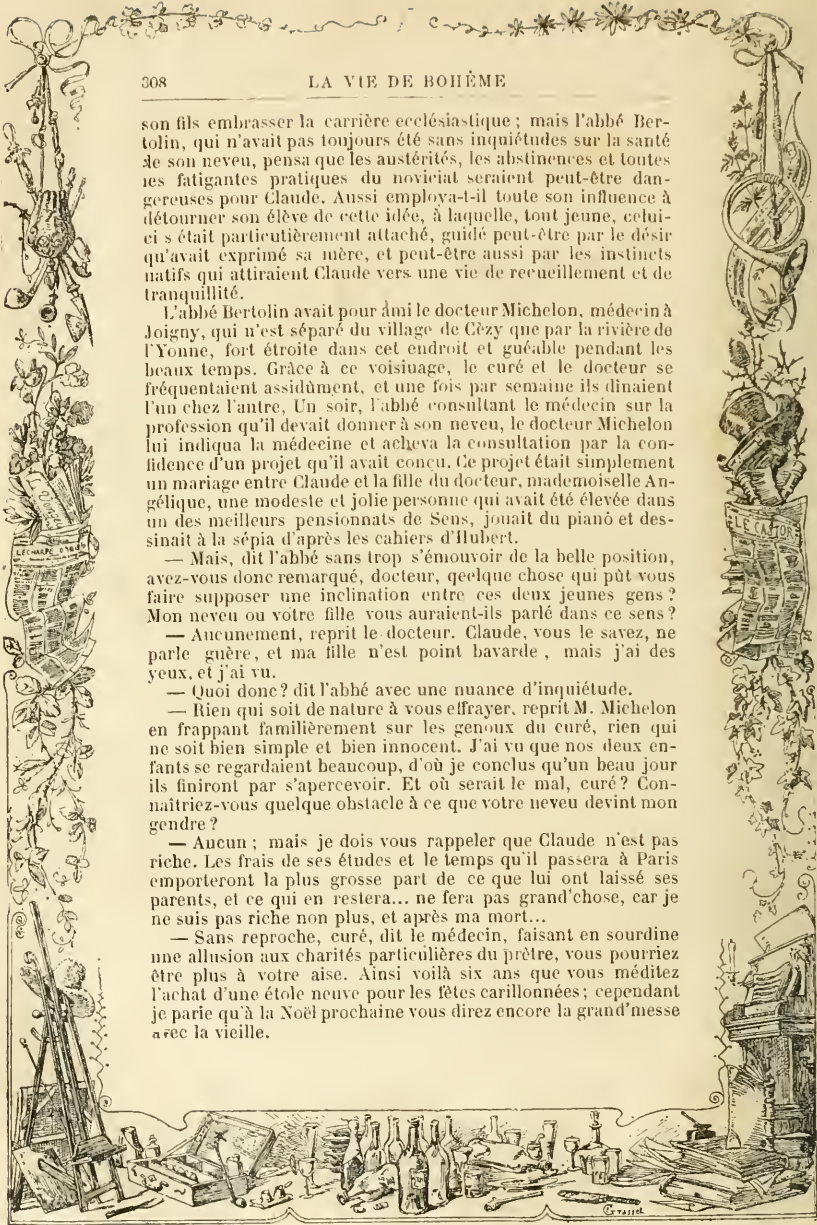 308 LA VIE DE BOHÊME
son fils embrasser la carrière ecclésiastique ; mais l'abbé Ber-
tolin, qui n'avait pas toujours été sans inquiétudes sur la santé
de son neveu, pensa que les austérités, les abstinences et toutes
les fatigantes pratiques du noviciat seraient peut-être dan-
gereuses pour Claude. Aussi employa-t-il toute son influence à
détourner son élève de cette idée, à laquelle, tout jeune, celui-
ci s était particutièrement attaché, guidé peut-être par le désir
qu'avait exprimé sa mère, et peut-être aussi par les instincts
natifs qui attiraient Claude vers une vie de recueillement et de
tranquillité.
L'abbé Bertolin avait pour ami le docteur Michelon, médecin à
Joigny, qui n'est séparé du village de Cèzy que par la rivière de
l'Yonne, fort étroite dans cet endroit et guéable pendant les
beaux temps. Grâce à ce voisiuage, le curé et le docteur se
fréquentaient assidûment, et une fois par semaine ils dînaient
l'un chez l'antre, Un soir, l'abbé consultant le médecin sur la
profession qu'il devait donner à son neveu, le docteur Michelon
lui indiqua la médecine et acheva la consultation par la con-
fidence d'un projet qu'il avait conçu. Ce projet était simplement
un mariage entre Claude et la fille du docteur, mademoiselle An-
gélique, une modeste et jolie personne qui avait été élevée dans
un des meilleurs pensionnats de Sens, jouait du piano et des-
sinait à la sépia d'après les cahiers d'Hubert.
— Mais, dit l'abbé sans trop s'émouvoir de la belle position,
avez-vous donc remarqué, docteur, qeelque chose qui pût vous
faire supposer une inclination entre ces deux jeunes gens ?
Mon neveu ou votre fille vous auraient-ils parlé dans ce sens ?
— Aucunement, reprit le docteur. Claude, vous le savez, ne
parle guère, et ma fille n'est point bavarde , mais j'ai des
yeux, et j'ai vu.
— Quoi donc ? dit l'abbé avec une nuance d'inquiétude.
— Rien qui soit de nature à vous effrayer, reprit M. Michelon
en frappant familièrement sur les genoux du curé, rien qui
ne soit bien simple et bien innocent. J'ai vu que nos deux en-
fants se regardaient beaucoup, d'où je conclus qu'un beau jour
ils finiront par s'apercevoir. Et où serait le mal, curé ? Con-
naîtriez-vous quelque obstacle à ce que votre neveu devint mon
gendre ?
— Aucun ; mais je dois vous rappeler que Claude n'est pas
riche. Les frais de ses études et le temps qu'il passera à Paris
emporteront la plus grosse part de ce que lui ont laissé ses
parents, et ce qui en restera... ne fera pas grand'chose, car je
ne suis pas riche non plus, et après ma mort...
— Sans reproche, curé, dit le médecin, faisant en sourdine
une allusion aux charités particulières du prêtre, vous pourriez
être plus à votre aise. Ainsi voilà six ans que vous méditez
l'achat d'une étole neuve pour les fêtes carillonnées ; cependant
je parie qu'à la Noël prochaine vous direz encore la grand'messe
avec la vieille.
LECHARPE
LE CASTOR
Grasset